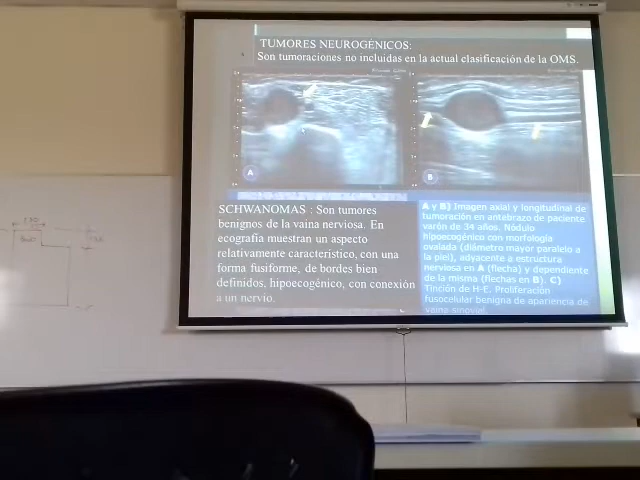 TUMORES NEUROGÉNICOS:
Son tumoraciones no incluidas en la actual clasificación de la OMS.
A
B
SCHWANOMAS : Son tumores
benignos de la vaina nerviosa. En
ecografía muestran un aspecto
relativamente característico, con una
forma fusiforme, de bordes bien
definidos, hipoecogénico, con conexión
a un nervio.
A y B) Imagen axial y longitudinal de
tumoración en antebrazo de paciente
varón de 34 años. Nódulo
hipoecogénico con morfología
ovalada (diámetro mayor paralelo a
la piel), adyacente a estructura
nerviosa en A (flecha) y dependiente
de la misma (flechas en B). C)
Tinción de H-E. Proliferación
fusocelular benigna de apariencia de
vaina sinovial.